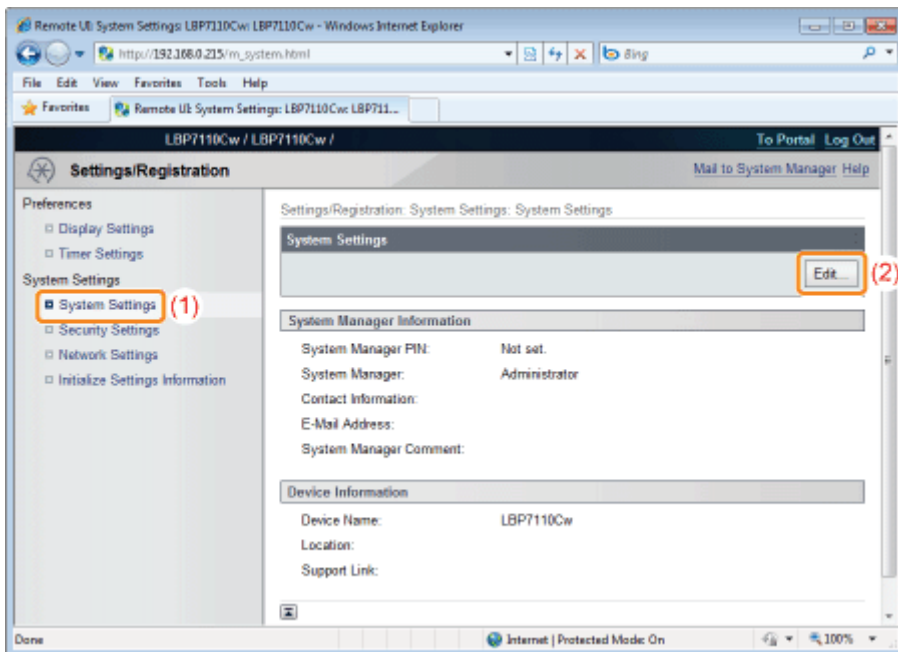 Remote UI: System Settings: LBP7110Cw: LBP7110Cw - Windows Internet Explorer
http://192.168.0.215/m_system.html
Bing
File Edit View Favorites Tools Help
Favorites
Remote UI: System Settings: LBP7110Cw: LBP711...
LBP7110Cw / LBP7110Cw /
To Portal Log Out
Settings/Registration
Mail to System Manager Help
Preferences
Display Settings
Timer Settings
System Settings
System Settings (1)
Security Settings
Network Settings
Initialize Settings Information
Settings/Registration: System Settings: System Settings
System Settings
Edit... (2)
System Manager Information
System Manager PIN: Not set.
System Manager: Administrator
Contact Information:
E-Mail Address:
System Manager Comment:
Device Information
Device Name: LBP7110Cw
Location:
Support Link:
Done
Internet | Protected Mode: On
100%